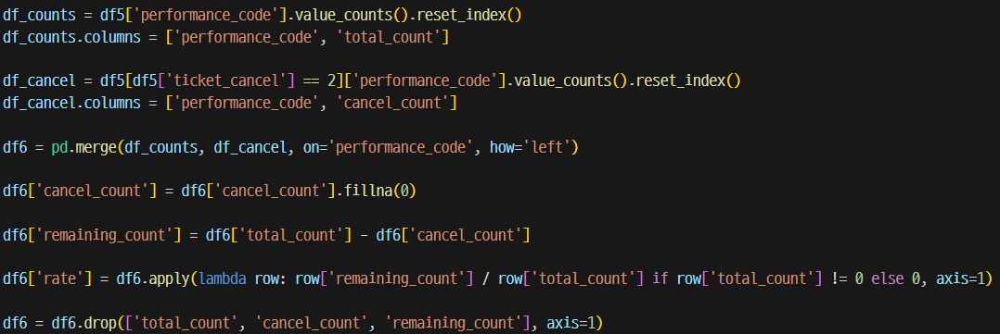 df_counts = df5['performance_code'].value_counts().reset_index()
df_counts.columns = ['performance_code', 'total_count']
df_cancel = df5[df5['ticket_cancel'] == 2]['performance_code'].value_counts().reset_index()
df_cancel.columns = ['performance_code', 'cancel_count']
df6 = pd.merge(df_counts, df_cancel, on='performance_code', how='left')
df6['cancel_count'] = df6['cancel_count'].fillna(0)
df6['remaining_count'] = df6['total_count'] - df6['cancel_count']
df6['rate'] = df6.apply(lambda row: row['remaining_count'] / row['total_count'] if row['total_count'] != 0 else 0, axis=1)
df6 = df6.drop(['total_count', 'cancel_count', 'remaining_count'], axis=1)